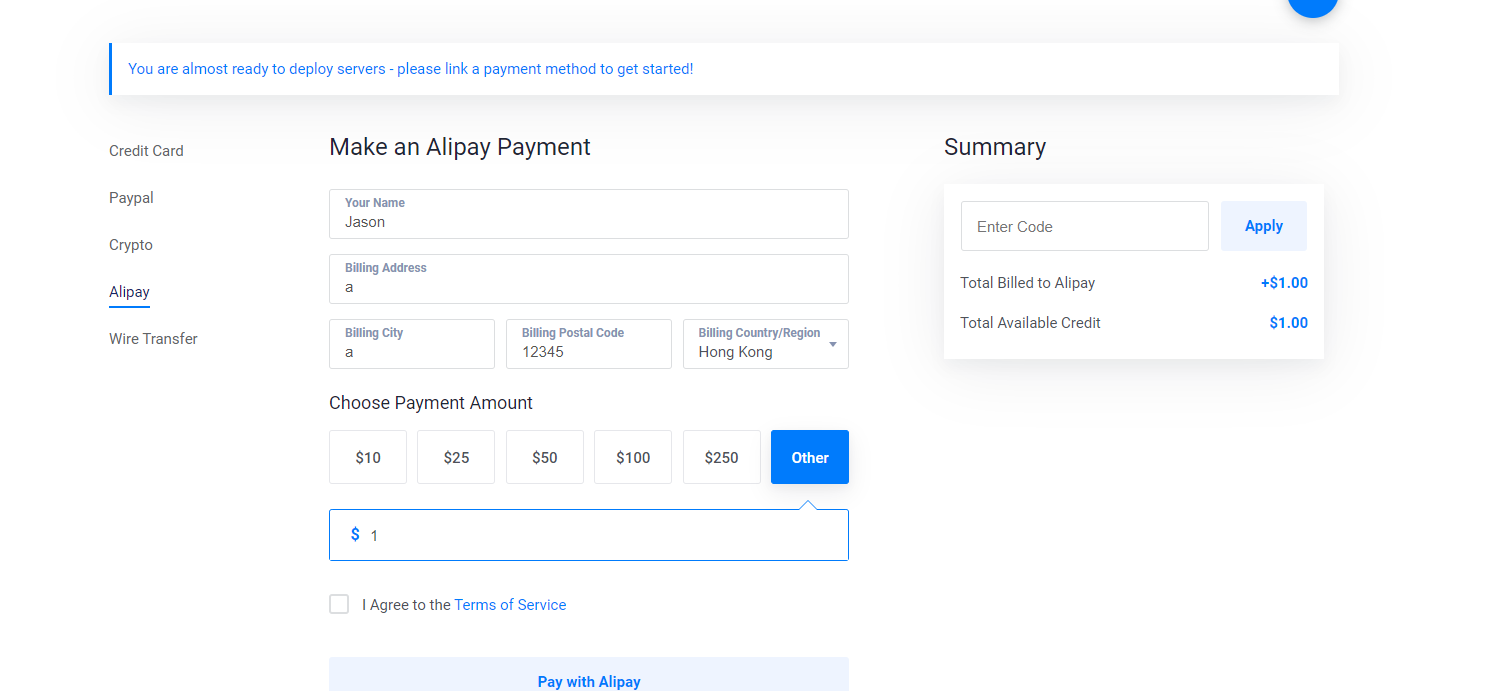 You are almost ready to deploy servers - please link a payment method to get started!
Credit Card
Paypal
Crypto
Alipay
Wire Transfer
Make an Alipay Payment
Your Name
Jason
Billing Address
a
Billing City
a
Billing Postal Code
12345
Billing Country/Region
Hong Kong
Choose Payment Amount
$10 $25 $50 $100 $250 Other
$ 1
I Agree to the Terms of Service
Pay with Alipay
Summary
Enter Code Apply
Total Billed to Alipay +$1.00
Total Available Credit $1.00